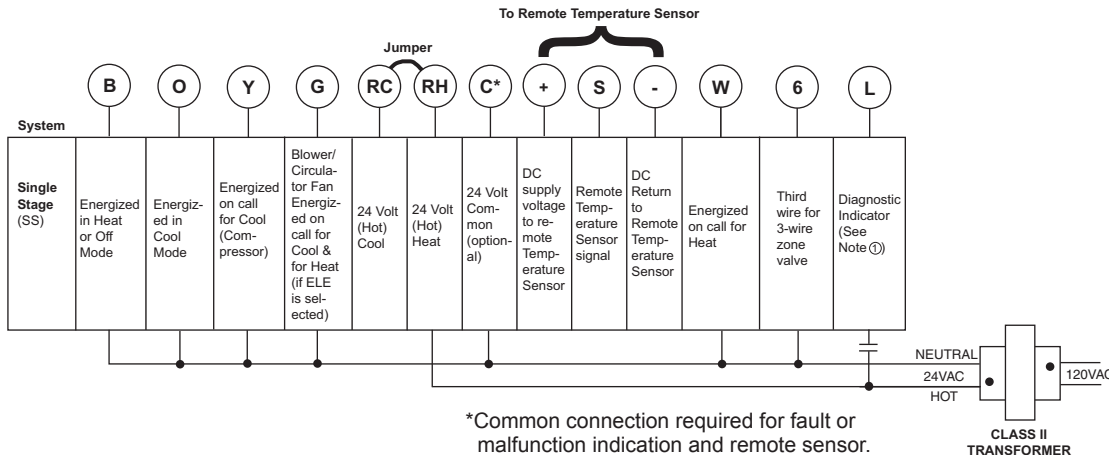 To Remote Temperature Sensor
Jumper
B
O
Y
G
RC
RH
C*
+
S
-
W
6
L
System
Single
Stage
(SS)
Energized
in Heat
or Off
Mode
Energiz-
ed in
Cool
Mode
Energized
on call
for Cool
(Com-
pressor)
Blower/
Circula-
tor Fan
Energiz-
ed on
call for
Cool &
for Heat
(if ELE
is sel-
ected)
24 Volt
(Hot)
Cool
24 Volt
(Hot)
Heat
24 Volt
Com-
mon
(option-
al)
DC
supply
voltage
to re-
mote
Temp-
erature
Sensor
Remote
Temp-
erature
Sensor
signal
DC
Return
to
Remote
Temp-
erature
Sensor
Energized
on call for
Heat
Third
wire for
3-wire
zone
valve
Diagnostic
Indicator
(See
Note ①)
NEUTRAL
24VAC
HOT
120VAC
CLASS II
TRANSFORMER
*Common connection required for fault or
malfunction indication and remote sensor.